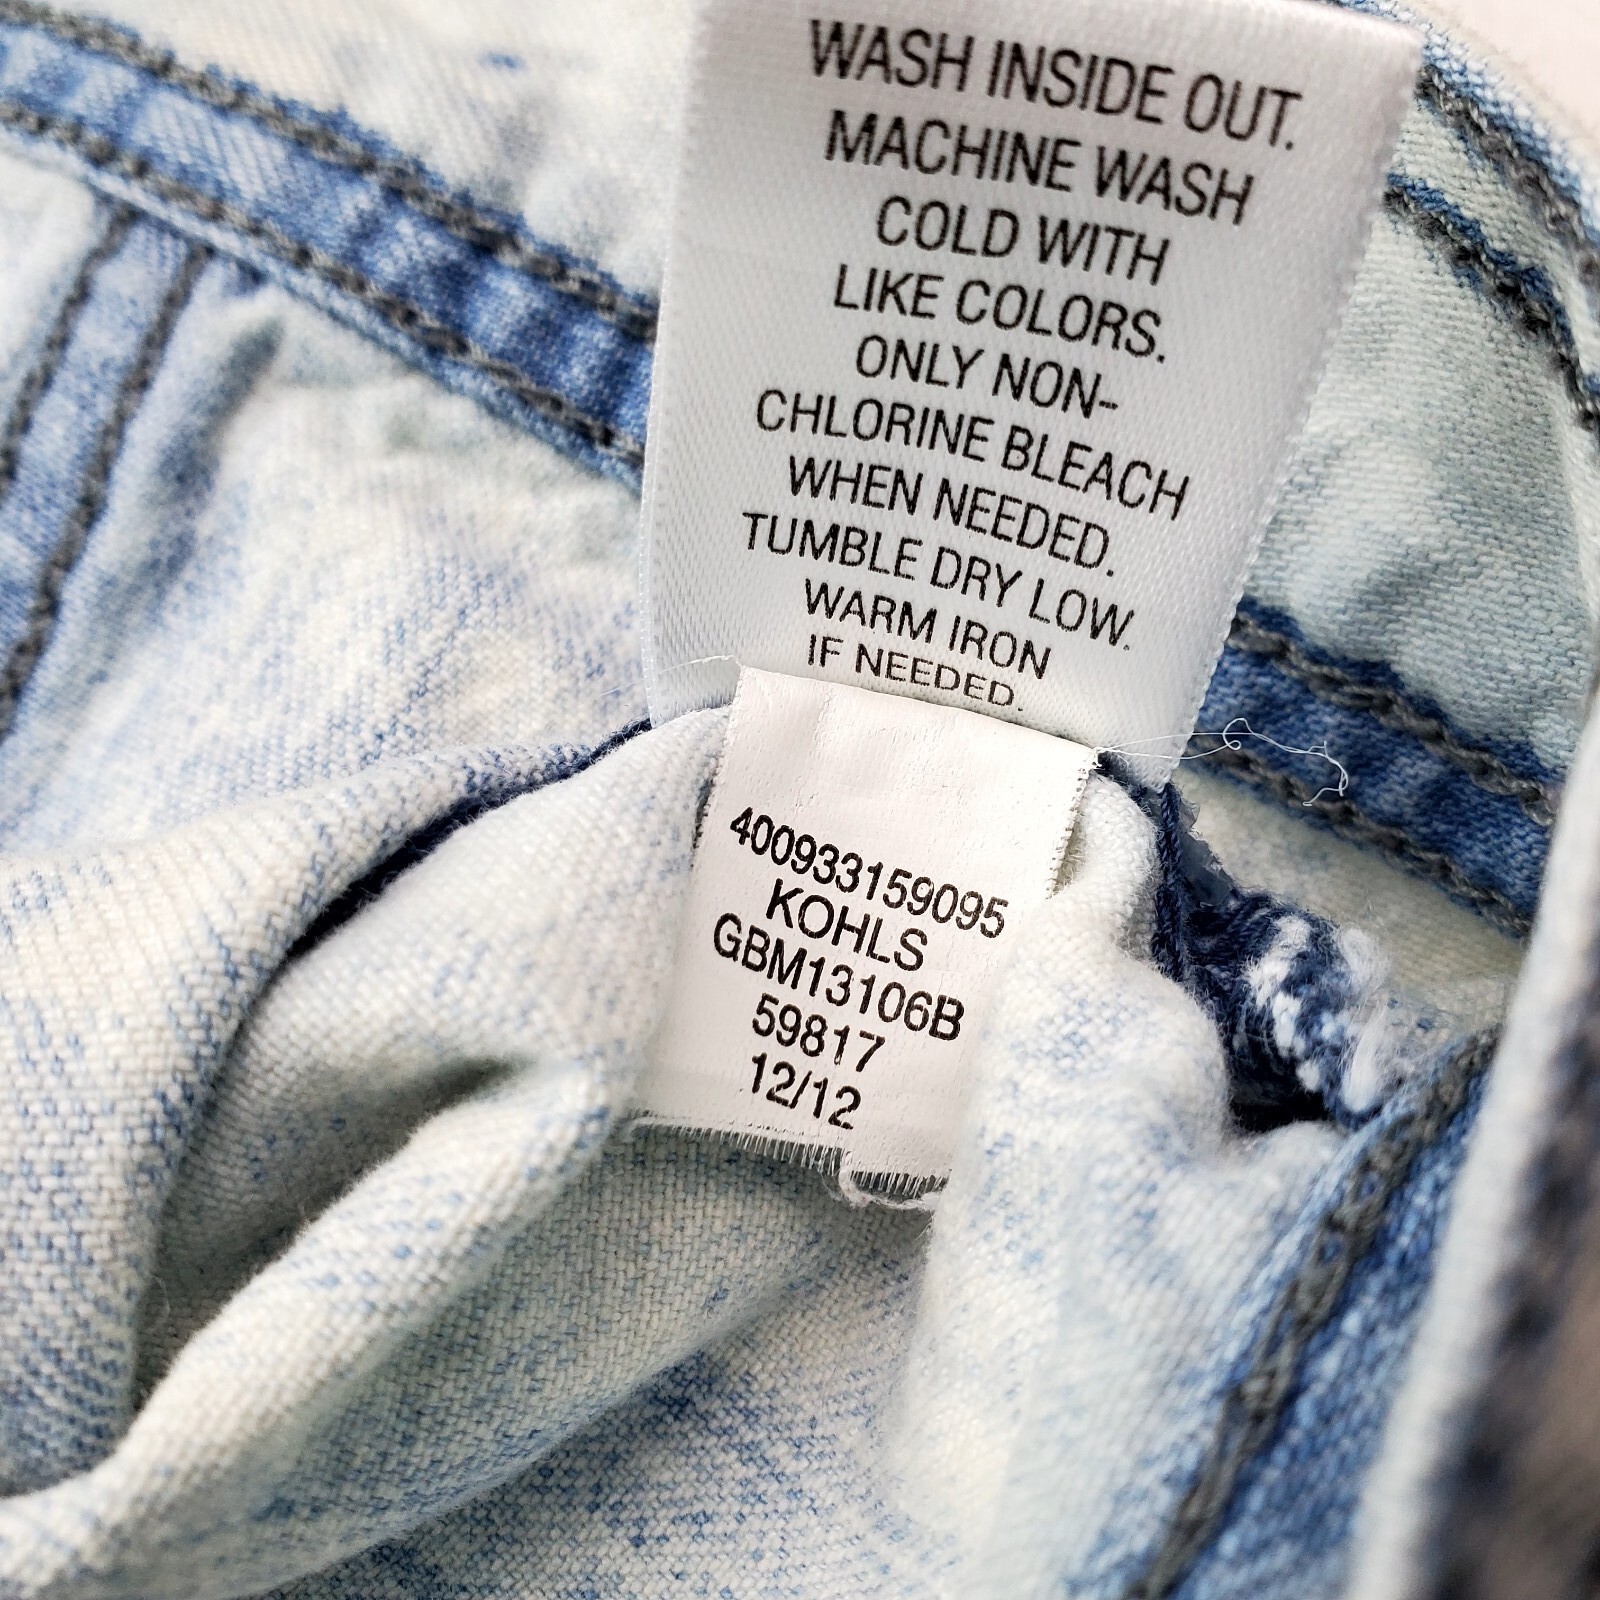 WASH INSIDE OUT.
MACHINE WASH
COLD WITH
LIKE COLORS.
ONLY NON-
CHLORINE BLEACH
WHEN NEEDED.
TUMBLE DRY LOW.
WARM IRON
IF NEEDED.
400933159095
KOHLS
GBM13106B
59817
12/12